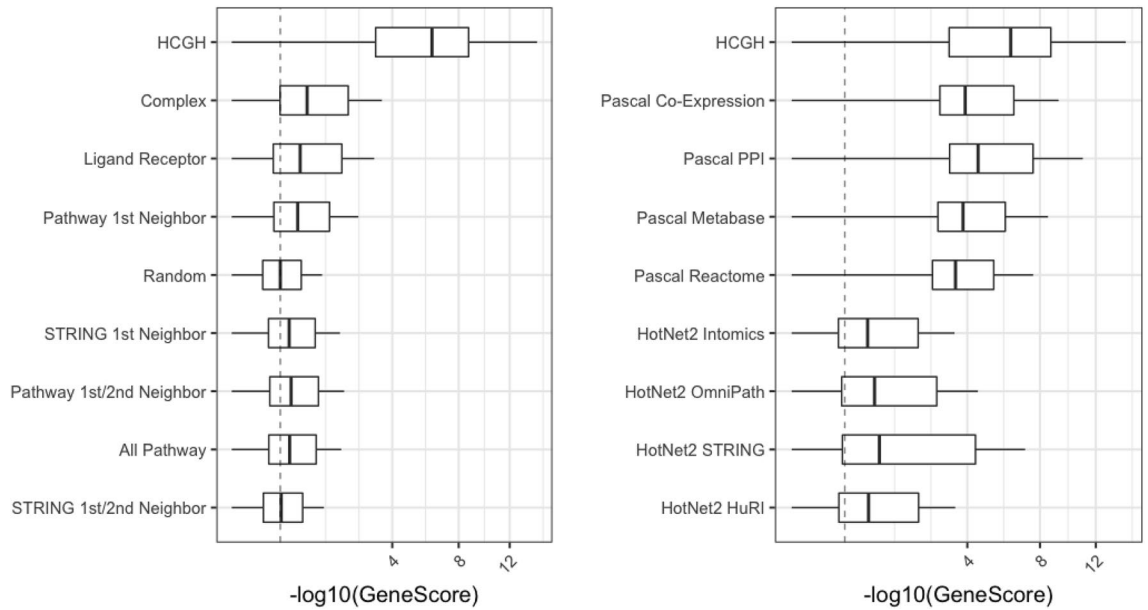 HCGH
Complex
Ligand Receptor
Pathway 1st Neighbor
Random
STRING 1st Neighbor
Pathway 1st/2nd Neighbor
All Pathway
STRING 1st/2nd Neighbor
4 8 12
-log10(GeneScore)
HCGH
Pascal Co-Expression
Pascal PPI
Pascal Metabase
Pascal Reactome
HotNet2 Intomics
HotNet2 OmniPath
HotNet2 STRING
HotNet2 HuRI
4 8 12
-log10(GeneScore)